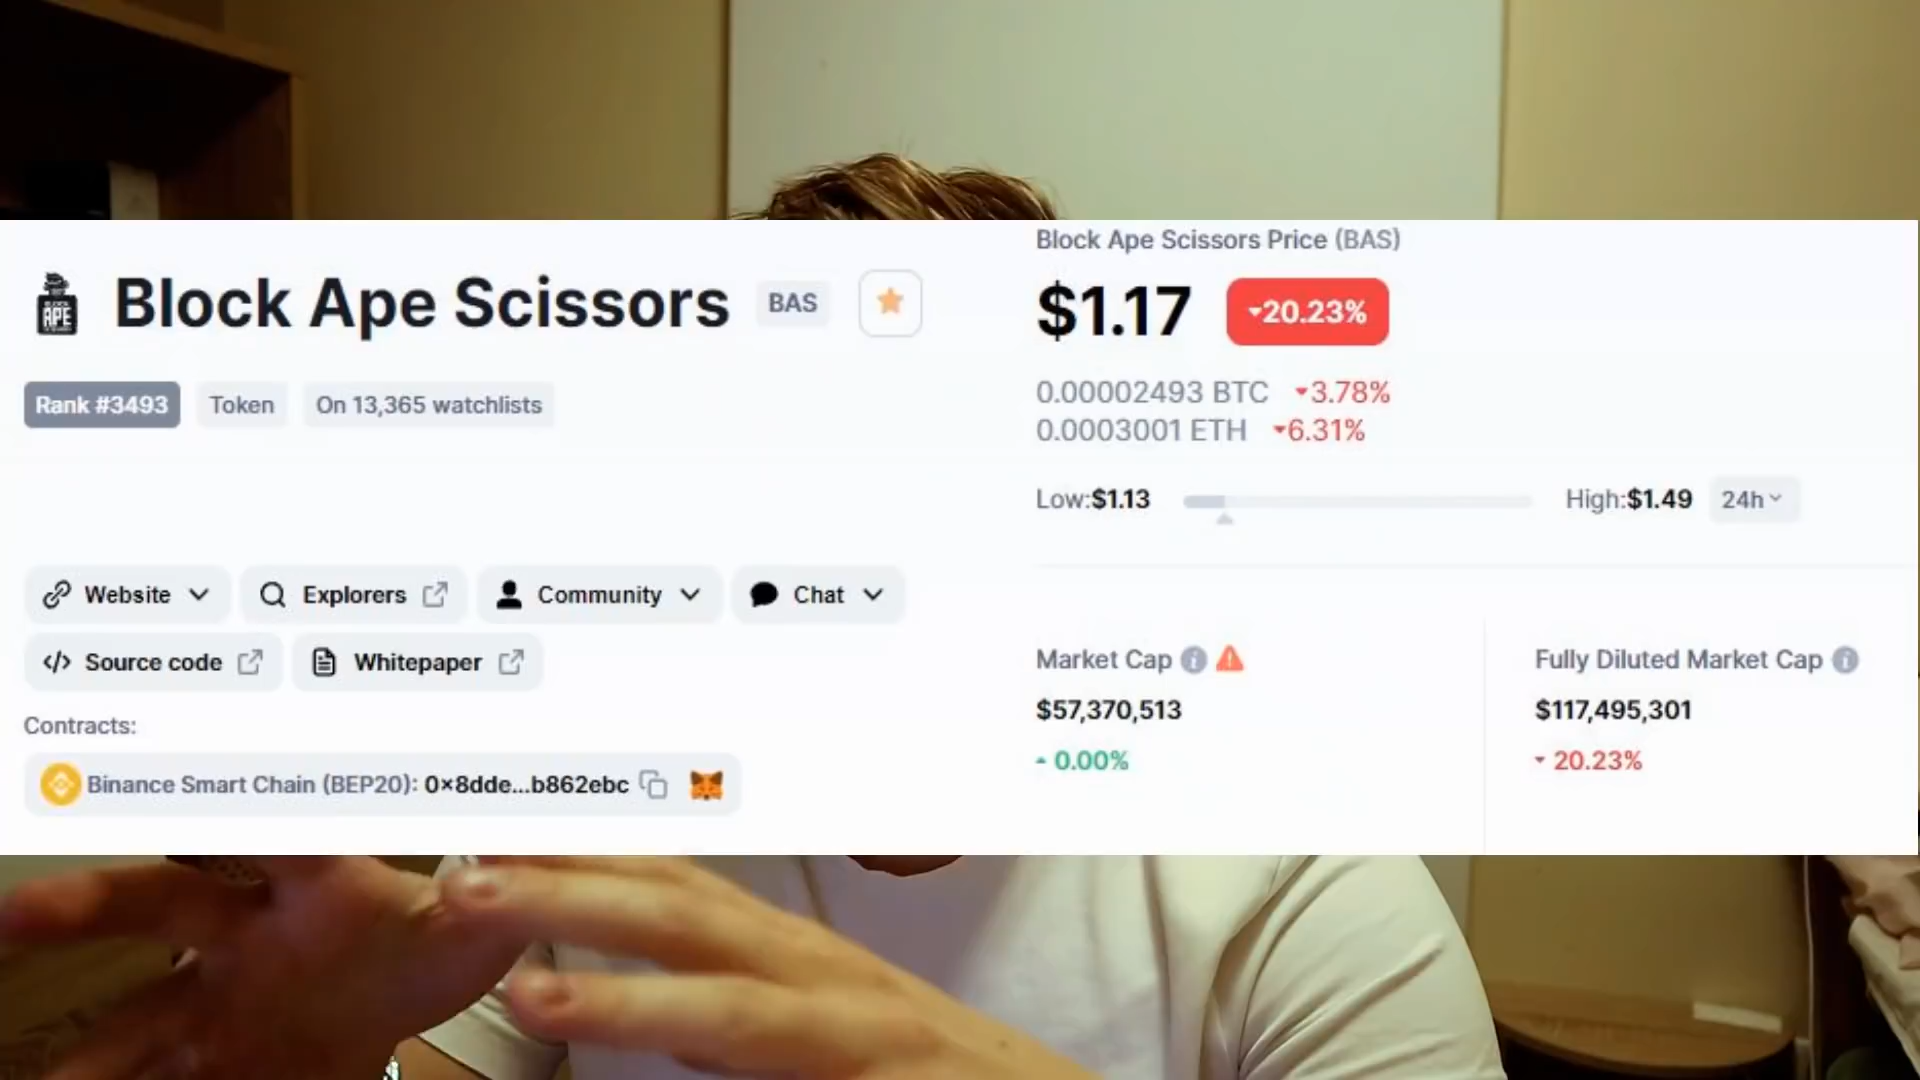 Block Ape Scissors Price (BAS)
APE
Block Ape Scissors BAS
$1.17 20.23%
0.00002493 BTC 3.78%
0.0003001 ETH 6.31%
Rank #3493 Token On 13,365 watchlists
Low:$1.13 High:$1.49 24h
Website Explorers Community Chat
</> Source code Whitepaper
Market Cap Fully Diluted Market Cap
$57,370,513 $117,495,301
0.00% 20.23%
Contracts:
Binance Smart Chain (BEP20): 0x8dde...b862ebc